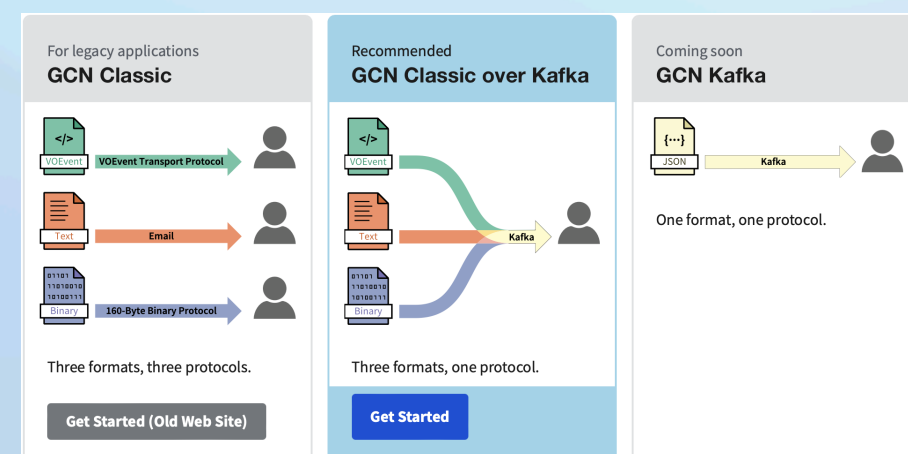 For legacy applications
GCN Classic
</>
VOEvent
VOEvent Transport Protocol
Text
Email
01101
11010010
10100111
Binary
160-Byte Binary Protocol
Three formats, three protocols.
Get Started (Old Web Site)
Recommended
GCN Classic over Kafka
</>
VOEvent
Text
Kafka
01101
11010010
10100111
Binary
Three formats, one protocol.
Get Started
Coming soon
GCN Kafka
{···}
JSON
Kafka
One format, one protocol.